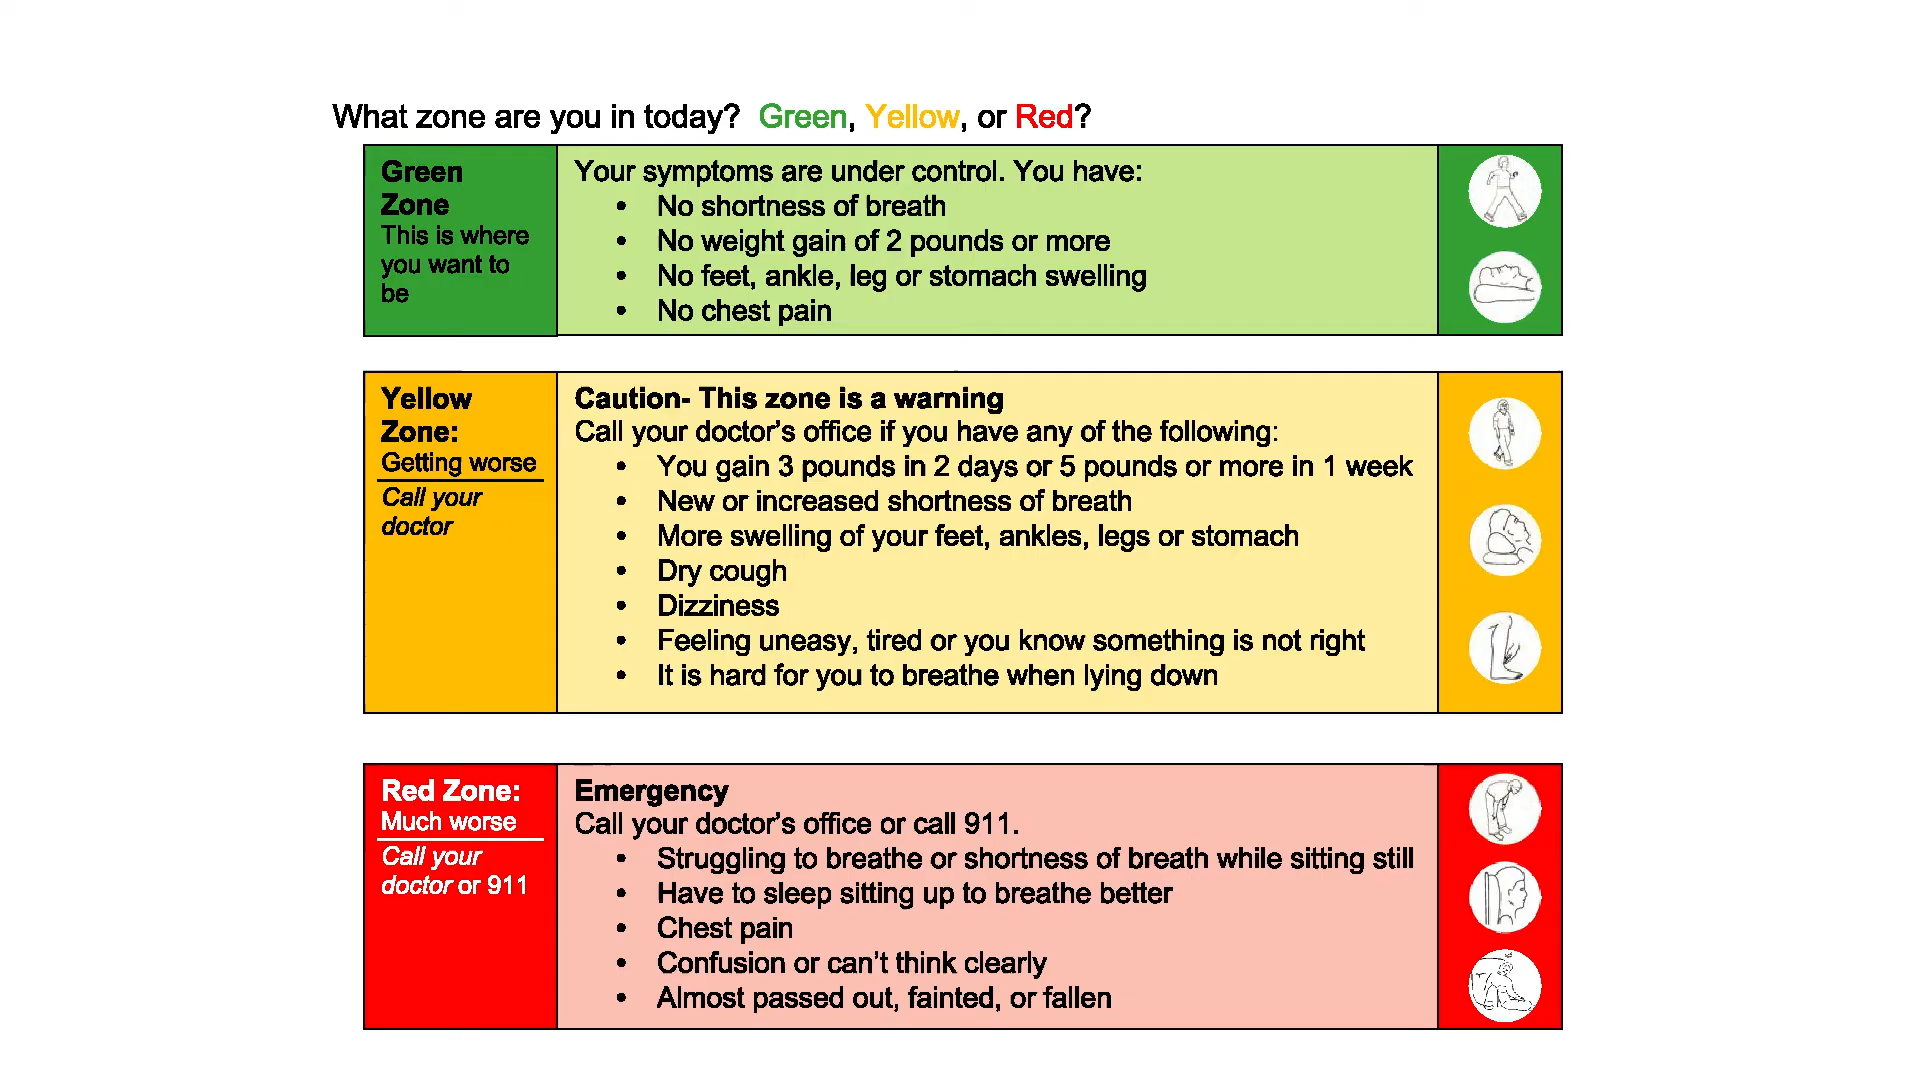 What zone are you in today? Green, Yellow, or Red?
Green
Zone
This is where
you want to
be
Your symptoms are under control. You have:
• No shortness of breath
• No weight gain of 2 pounds or more
• No feet, ankle, leg or stomach swelling
• No chest pain
Yellow
Zone:
Getting worse
Call your
doctor
Caution- This zone is a warning
Call your doctor's office if you have any of the following:
• You gain 3 pounds in 2 days or 5 pounds or more in 1 week
• New or increased shortness of breath
• More swelling of your feet, ankles, legs or stomach
• Dry cough
• Dizziness
• Feeling uneasy, tired or you know something is not right
• It is hard for you to breathe when lying down
Red Zone:
Much worse
Call your
doctor or 911
Emergency
Call your doctor's office or call 911.
• Struggling to breathe or shortness of breath while sitting still
• Have to sleep sitting up to breathe better
• Chest pain
• Confusion or can't think clearly
• Almost passed out, fainted, or fallen